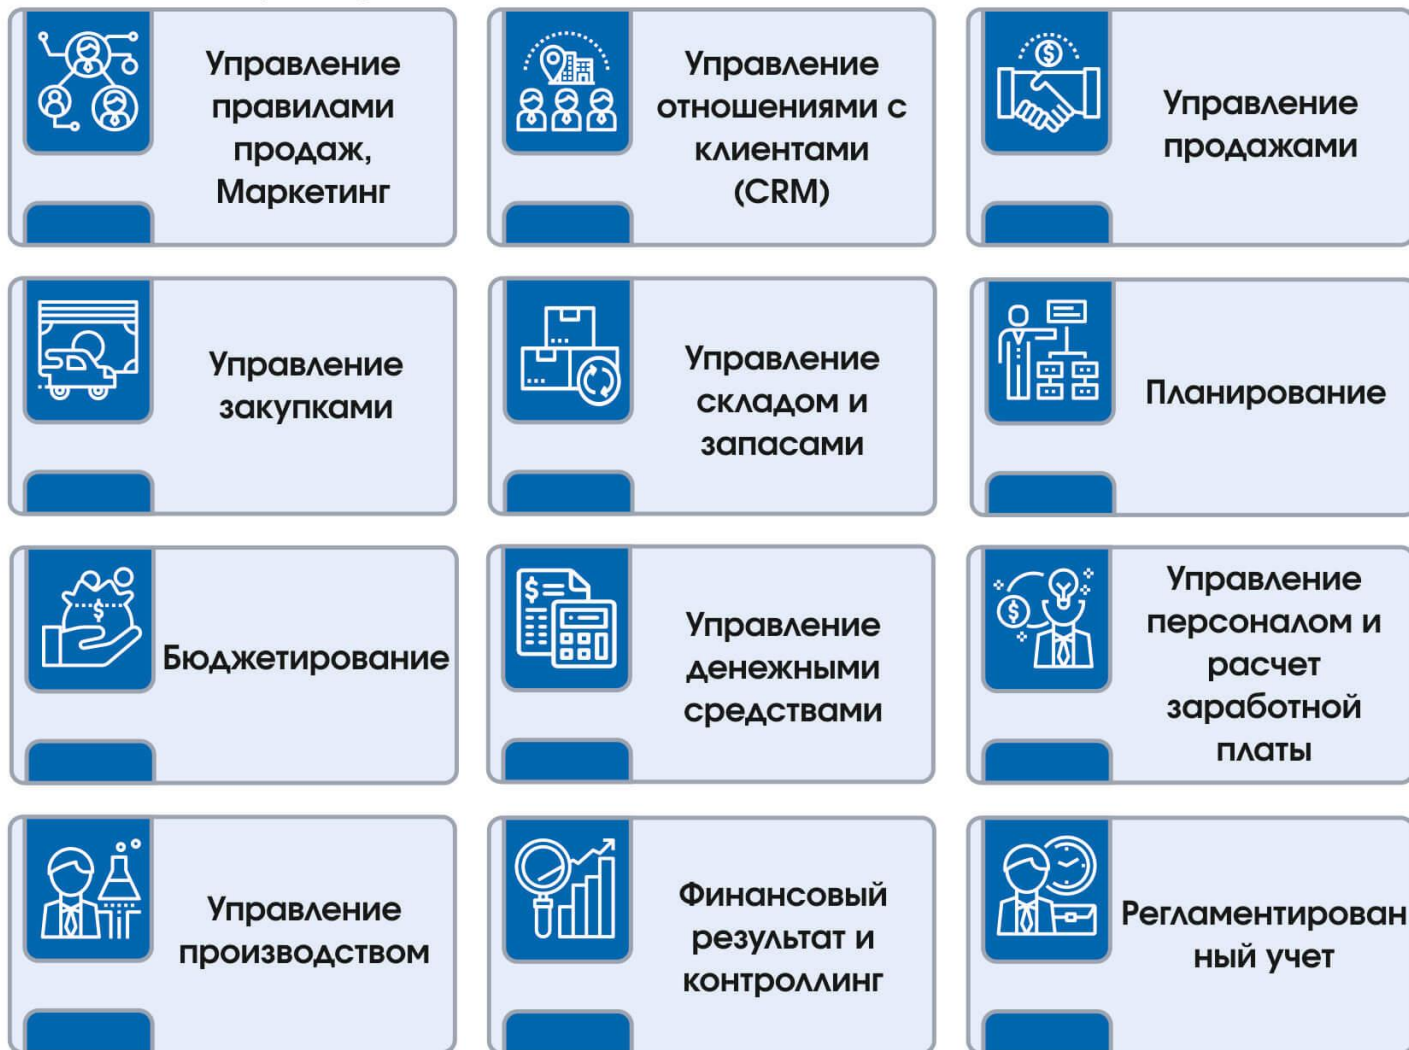 Управление
правилами
продаж,
Маркетинг
Управление
отношениями с
клиентами
(CRM)
Управление
продажами
Управление
закупками
Управление
складом и
запасами
Планирование
Бюджетирование
Управление
денежными
средствами
Управление
персоналом и
расчет
заработной
платы
Управление
производством
Финансовый
результат и
контроллинг
Регламентирован
ный учет